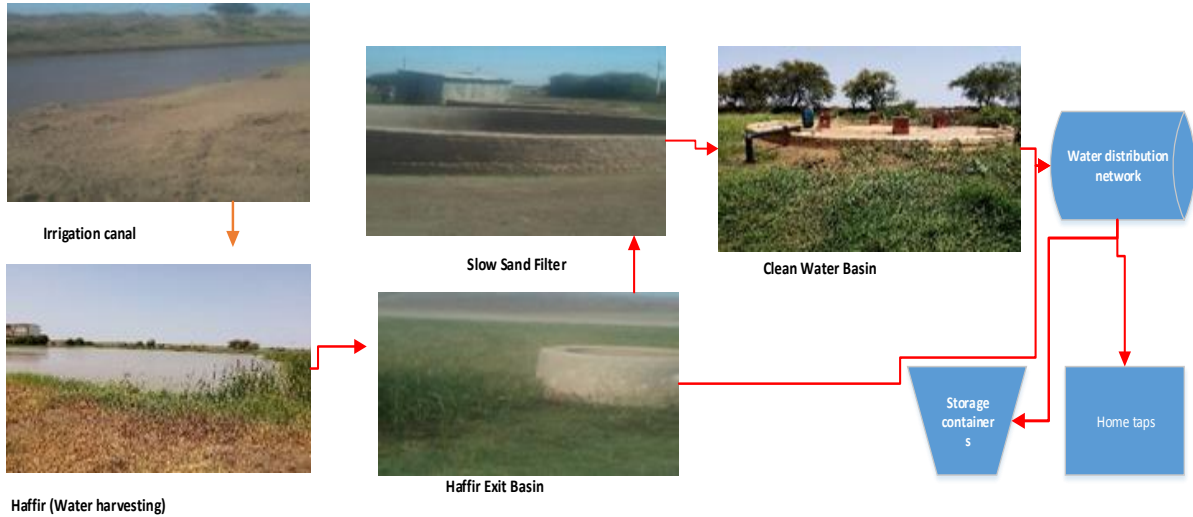 Irrigation canal
Slow Sand Filter
Clean Water Basin
Water distribution
network
Haffir (Water harvesting)
Haffir Exit Basin
Storage
container
s
Home taps